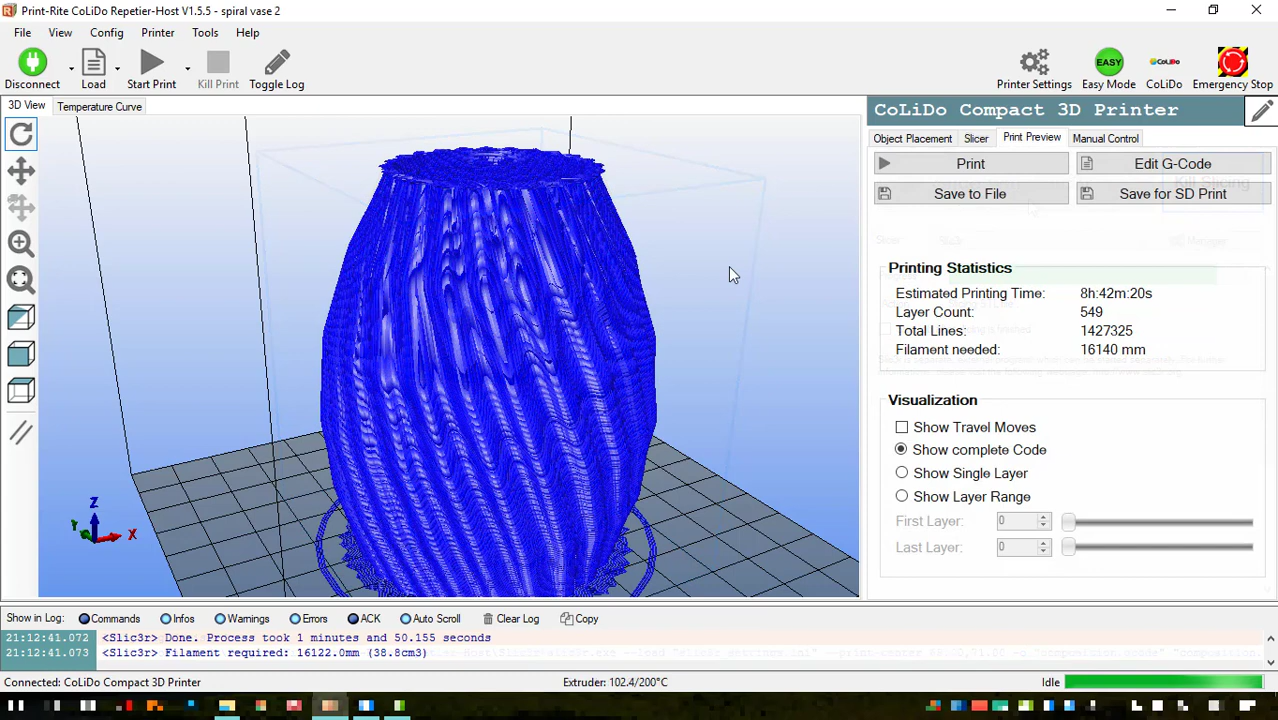 Print-Rite CoLiDo Repetier-Host V1.5.5 - spiral vase 2
File View Config Printer Tools Help
Disconnect Load Start Print Kill Print Toggle Log Printer Settings Easy Mode CoLiDo Emergency Stop
EASY
CoLiDo
3D View Temperature Curve
CoLiDo Compact 3D Printer
Object Placement Slicer Print Preview Manual Control
Print Edit G-Code
Save to File Save for SD Print
Kill Slicing
Manager
Printing Statistics
Estimated Printing Time: 8h:42m:20s
Layer Count: 549
Total Lines: 1427325
Filament needed: 16140 mm
Visualization
Show Travel Moves
Show complete Code
Show Single Layer
Show Layer Range
First Layer: 0
Last Layer: 0
Z
Y
X
Show in Log: Commands Infos Warnings Errors ACK Auto Scroll Clear Log Copy
21:12:41.072 <Slic3r> Done. Process took 1 minutes and 50.155 seconds
21:12:41.073 <Slic3r> Filament required: 16122.0mm (38.8cm3)
Connected: CoLiDo Compact 3D Printer Extruder: 102.4/200°C Idle